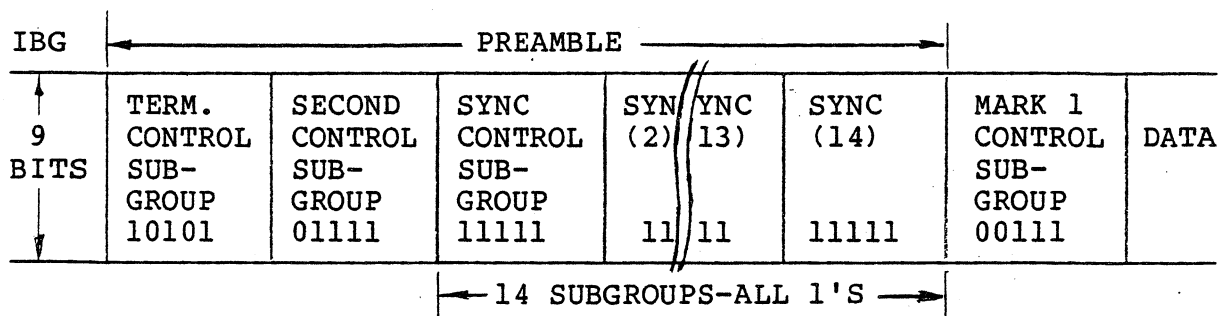 IBG PREAMBLE
9 BITS
TERM. CONTROL SUB-GROUP 10101
SECOND CONTROL SUB-GROUP 01111
SYNC CONTROL SUB-GROUP 11111
SYN (2) 11
YNC 13) 11
SYNC (14) 11111
MARK 1 CONTROL SUB-GROUP 00111
DATA
14 SUBGROUPS-ALL 1'S